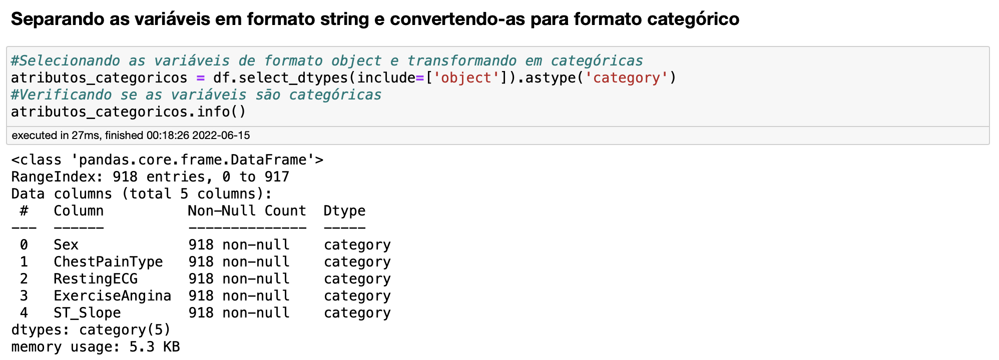 Separando as variáveis em formato string e convertendo-as para formato categórico
#Selecionando as variáveis de formato object e transformando em categóricas
atributos_categoricos = df.select_dtypes(include=['object']).astype('category')
#Verificando se as variáveis são categóricas
atributos_categoricos.info()
executed in 27ms, finished 00:18:26 2022-06-15
<class 'pandas.core.frame.DataFrame'>
RangeIndex: 918 entries, 0 to 917
Data columns (total 5 columns):
 #   Column          Non-Null Count  Dtype
---  ------          --------------  -----
 0   Sex             918 non-null    category
 1   ChestPainType   918 non-null    category
 2   RestingECG      918 non-null    category
 3   ExerciseAngina  918 non-null    category
 4   ST_Slope        918 non-null    category
dtypes: category(5)
memory usage: 5.3 KB